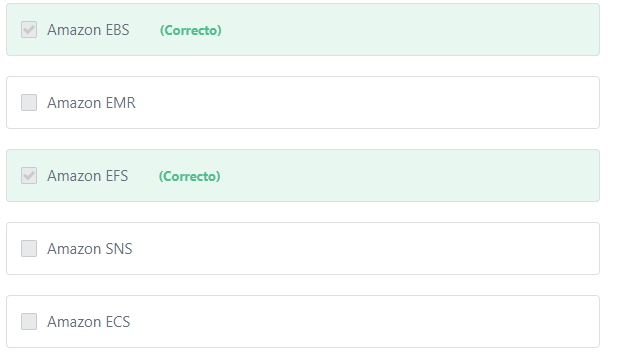 Amazon EBS (Correcto)
Amazon EMR
Amazon EFS (Correcto)
Amazon SNS
Amazon ECS